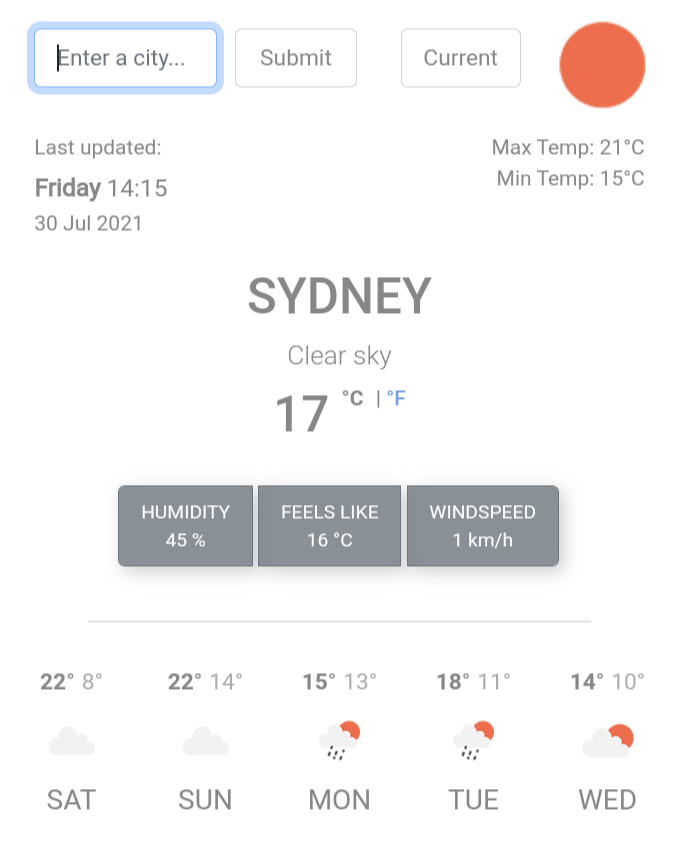 Enter a city...
Submit
Current
Last updated:
Friday 14:15
30 Jul 2021
Max Temp: 21°C
Min Temp: 15°C
SYDNEY
Clear sky
17 °C | °F
HUMIDITY
45 %
FEELS LIKE
16 °C
WINDSPEED
1 km/h
22° 8°
22° 14°
15° 13°
18° 11°
14° 10°
SAT
SUN
MON
TUE
WED